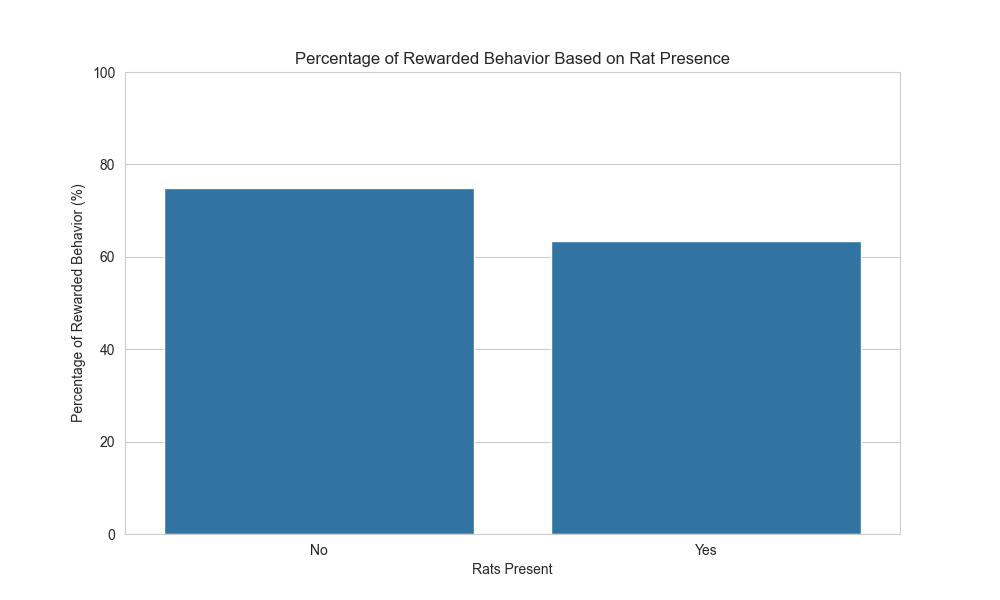 Percentage of Rewarded Behavior Based on Rat Presence
Percentage of Rewarded Behavior (%)
100
80
60
40
20
0
No
Yes
Rats Present